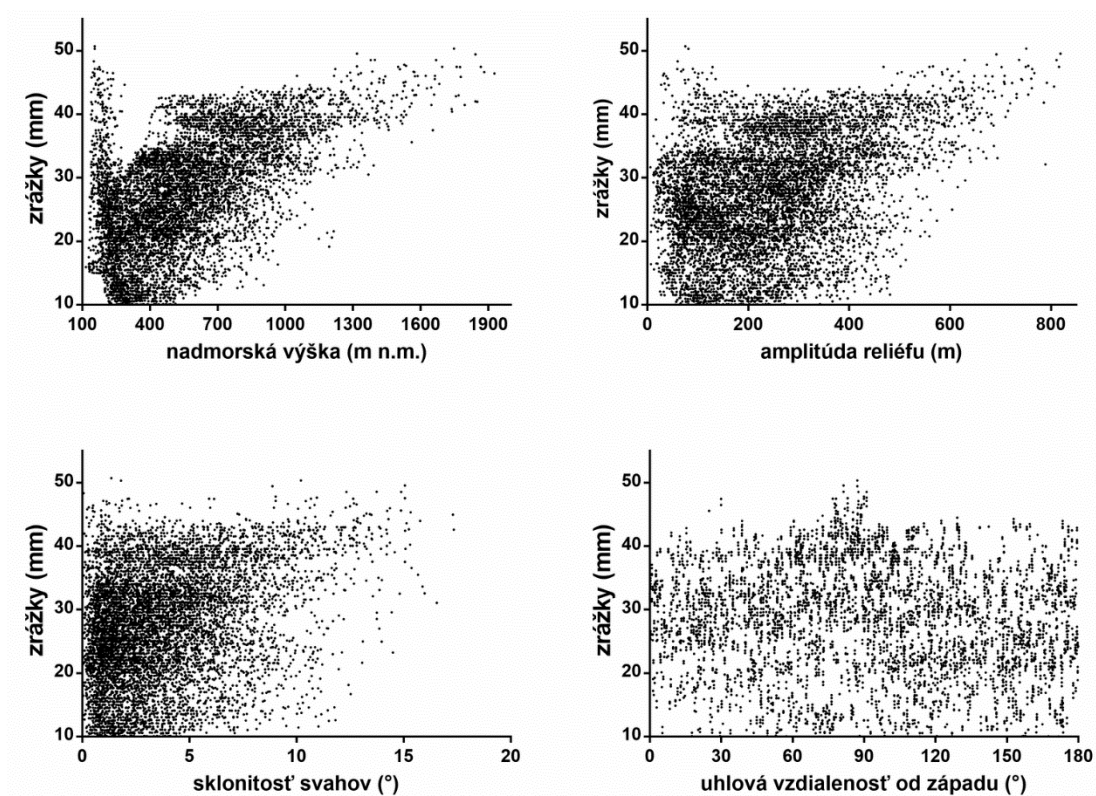 zrážky (mm)
50
40
30
20
10
100 400 700 1000 1300 1600 1900
nadmorská výška (m n.m.)
zrážky (mm)
50
40
30
20
10
0 200 400 600 800
amplitúda reliéfu (m)
zrážky (mm)
50
40
30
20
10
0 5 10 15 20
sklonitosť svahov (°)
zrážky (mm)
50
40
30
20
10
0 30 60 90 120 150 180
uhlová vzdialenosť od západu (°)